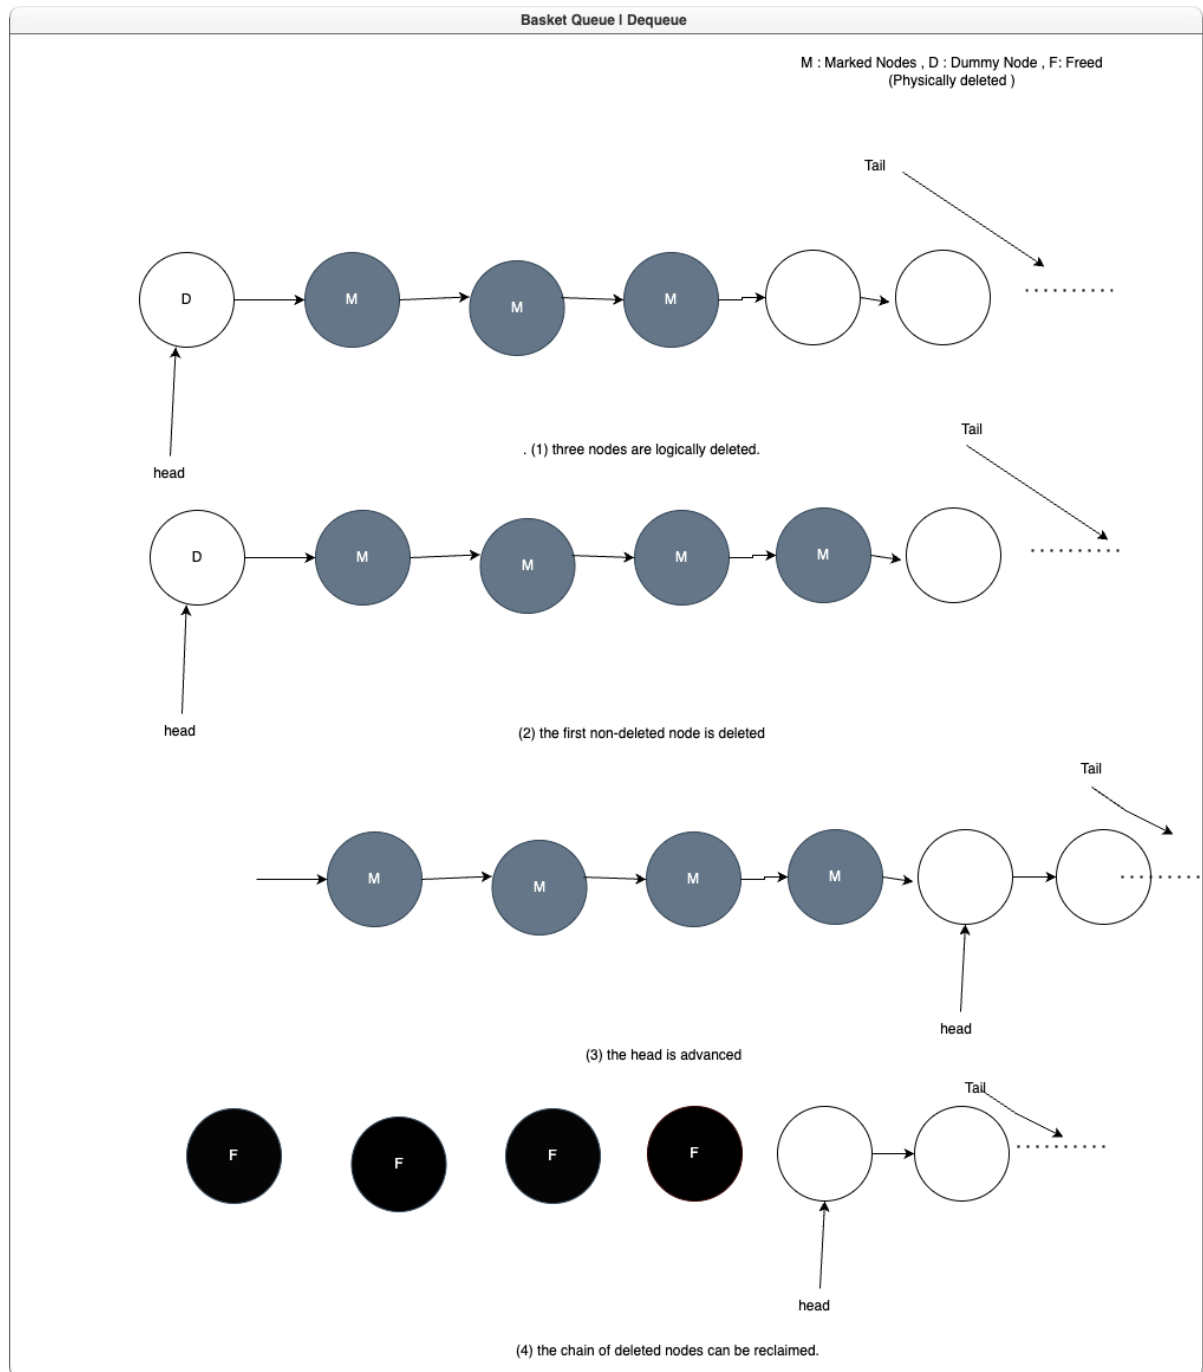 Basket Queue | Dequeue
M : Marked Nodes , D : Dummy Node , F: Freed
(Physically deleted )
Tail
D
M
M
M
head
. (1) three nodes are logically deleted.
Tail
D
M
M
M
M
head
(2) the first non-deleted node is deleted
Tail
M
M
M
M
head
(3) the head is advanced
Tail
F
F
F
F
head
(4) the chain of deleted nodes can be reclaimed.